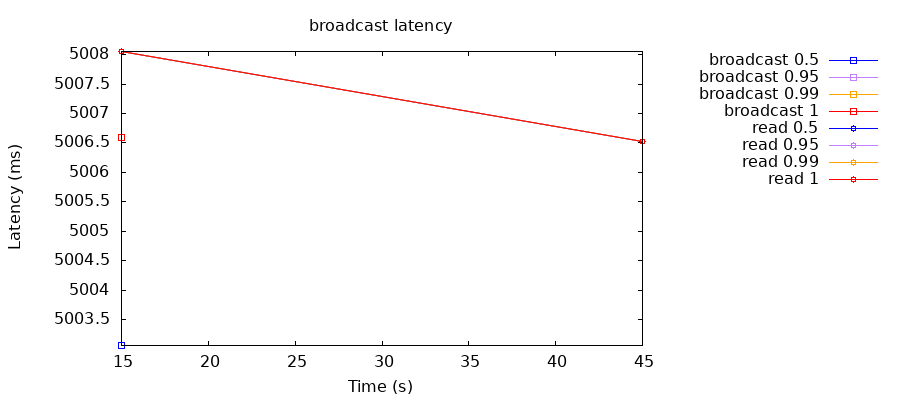 broadcast latency
5008
5007.5
5007
5006.5
5006
5005.5
5005
5004.5
5004
5003.5
Latency (ms)
15 20 25 30 35 40 45
Time (s)
broadcast 0.5
broadcast 0.95
broadcast 0.99
broadcast 1
read 0.5
read 0.95
read 0.99
read 1